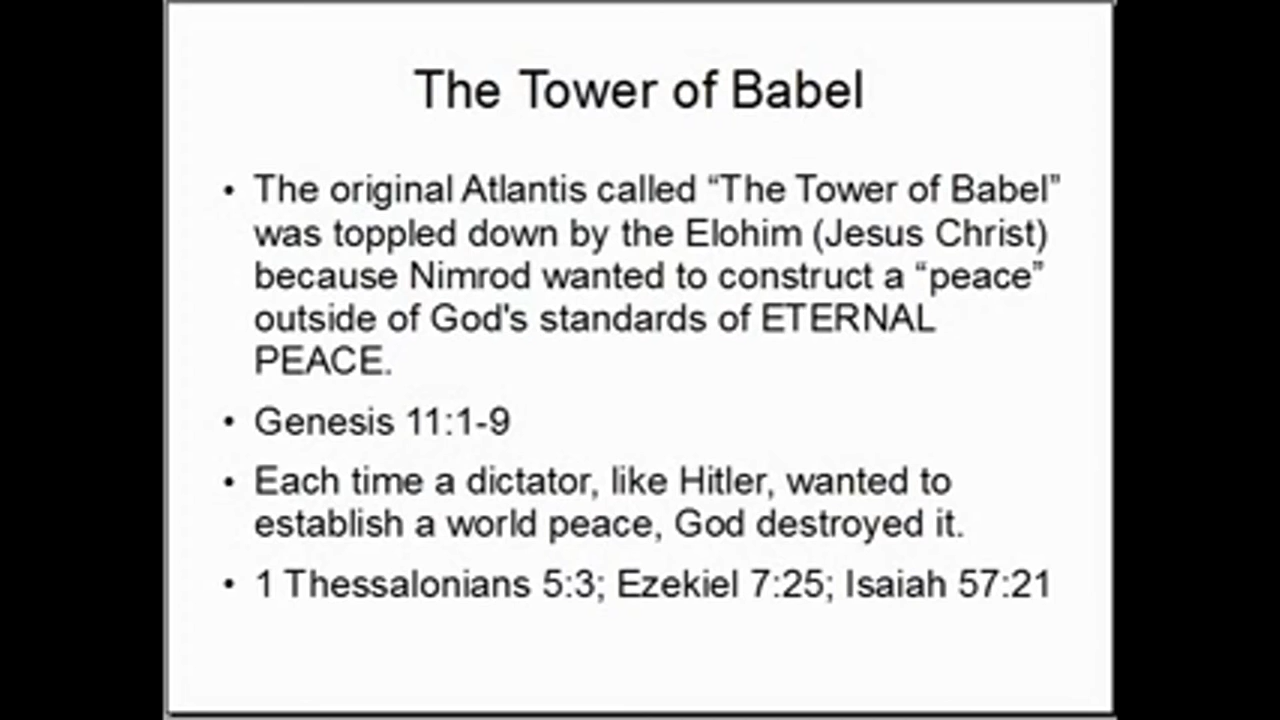 The Tower of Babel
• The original Atlantis called “The Tower of Babel”
was toppled down by the Elohim (Jesus Christ)
because Nimrod wanted to construct a “peace”
outside of God's standards of ETERNAL
PEACE.
• Genesis 11:1-9
• Each time a dictator, like Hitler, wanted to
establish a world peace, God destroyed it.
• 1 Thessalonians 5:3; Ezekiel 7:25; Isaiah 57:21